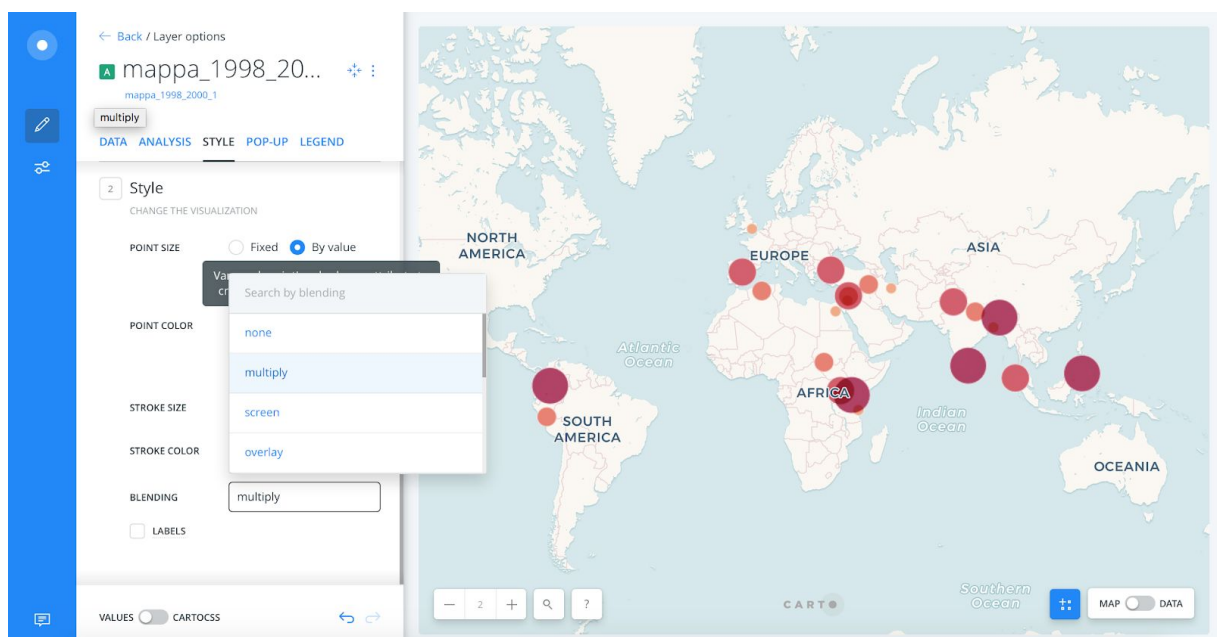 ← Back / Layer options
A mappa_1998_20...
mappa_1998_2000_1
multiply
DATA ANALYSIS STYLE POP-UP LEGEND
2 Style
CHANGE THE VISUALIZATION
POINT SIZE Fixed By value
Search by blending
POINT COLOR
none
multiply
STROKE SIZE
screen
STROKE COLOR
overlay
BLENDING multiply
LABELS
VALUES CARTOCSS
NORTH
AMERICA
EUROPE
ASIA
Atlantic
Ocean
AFRICA
SOUTH
AMERICA
Indian
Ocean
OCEANIA
Southern
Ocean
− 2 + ?
CARTO
MAP DATA